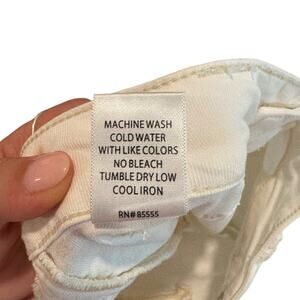 MACHINE WASH
COLD WATER
WITH LIKE COLORS
NO BLEACH
TUMBLE DRY LOW
COOL IRON
RN# 85555